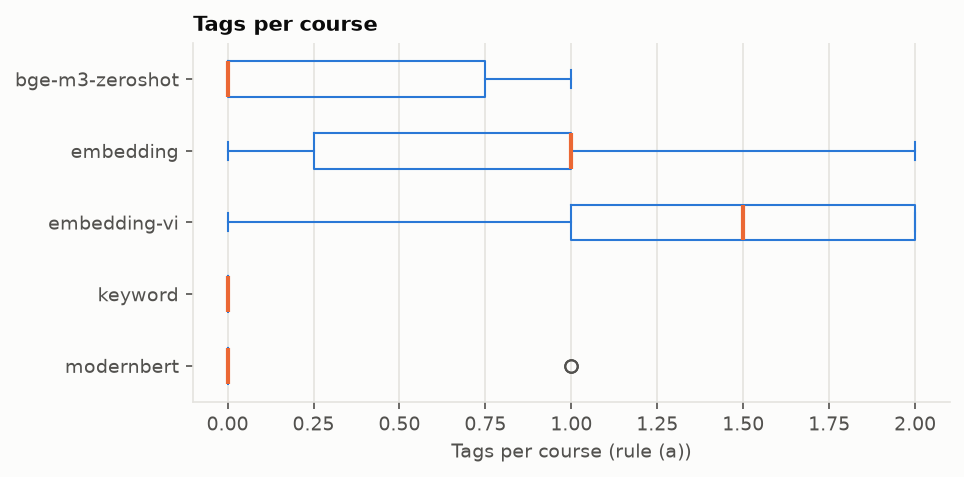 Tags per course
bge-m3-zeroshot
embedding
embedding-vi
keyword
modernbert
0.00 0.25 0.50 0.75 1.00 1.25 1.50 1.75 2.00
Tags per course (rule (a))